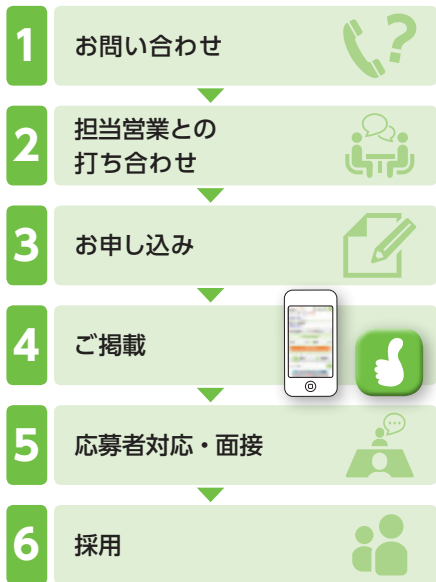 1
お問い合わせ
?
2
担当営業との
打ち合わせ
3
お申し込み
4
ご掲載
5
応募者対応・面接
6
採用